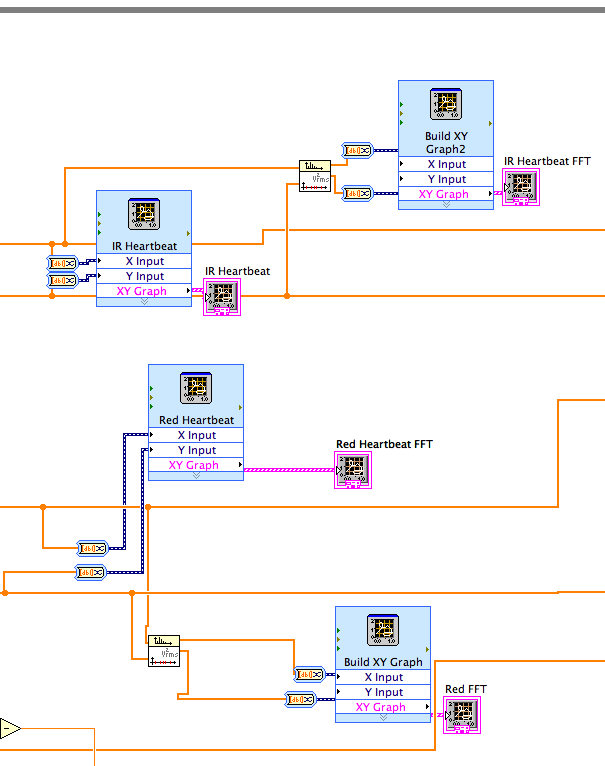 Build XY
Graph2
X Input
Y Input
XY Graph
IR Heartbeat FFT
IR Heartbeat
X Input
Y Input
XY Graph
IR Heartbeat
Red Heartbeat
X Input
Y Input
XY Graph
Red Heartbeat FFT
Build XY Graph
X Input
Y Input
XY Graph
Red FFT